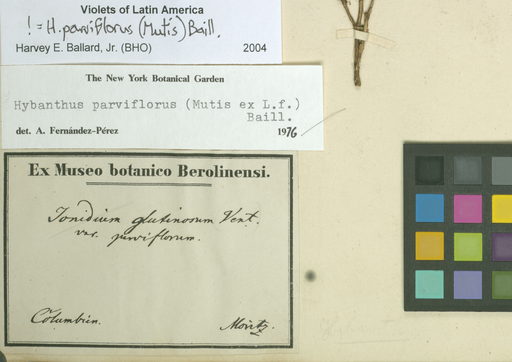 Violets of Latin America
! = H. parviflorus (Mutis) Baill.
Harvey E. Ballard, Jr. (BHO) 2004
The New York Botanical Garden
Hybanthus parviflorus (Mutis ex L.f.)
Baill.
det. A. Fernández-Pérez 1976
Ex Museo botanico Berolinensi.
Ionidium glutinosum Vent.
var. parviflorum.
Columbien. Moritz.